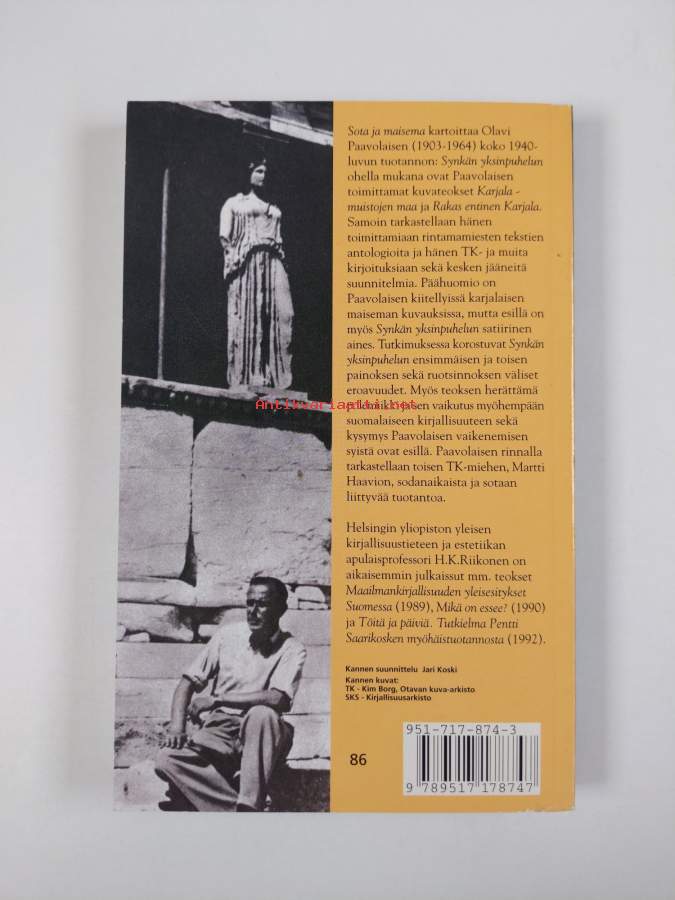 Sota ja maisema kartoittaa Olavi
Paavolaisen (1903-1964) koko 1940-
luvun tuotannon: Synkän yksinpuhelun
ohella mukana ovat Paavolaisen
toimittamat kuvateokset Karjala -
muistojen maa ja Rakas entinen Karjala.
Samoin tarkastellaan hänen
toimittamiaan rintamamiesten tekstien
antologioita ja hänen TK- ja muita
kirjoituksiaan sekä kesken jääneitä
suunnitelmia. Päähuomio on
Paavolaisen kiitellyissä karjalaisen
maiseman kuvauksissa, mutta esillä on
myös Synkän yksinpuhelun satiirinen
aines. Tutkimuksessa korostuvat Synkän
yksinpuhelun ensimmäisen ja toisen
painoksen sekä ruotsinnoksen väliset
eroavuudet. Myös teoksen herättämä
Antikvariaatti.net
vaikutus myöhempään
suomalaiseen kirjallisuuteen sekä
kysymys Paavolaisen vaikenemisen
syistä ovat esillä. Paavolaisen rinnalla
tarkastellaan toisen TK-miehen, Martti
Haavion, sodanaikaista ja sotaan
liittyvää tuotantoa.
Helsingin yliopiston yleisen
kirjallisuustieteen ja estetiikan
apulaisprofessori H.K.Riikonen on
aikaisemmin julkaissut mm. teokset
Maailmankirjallisuuden yleisesitykset
Suomessa (1989), Mikä on essee? (1990)
ja Töitä ja päiviä. Tutkielma Pentti
Saarikosken myöhäistuotannosta (1992).
Kannen suunnittelu Jari Koski
Kannen kuvat:
TK - Kim Borg, Otavan kuva-arkisto
SKS - Kirjallisuusarkisto
86
951-717-874-3
9 789517 178747